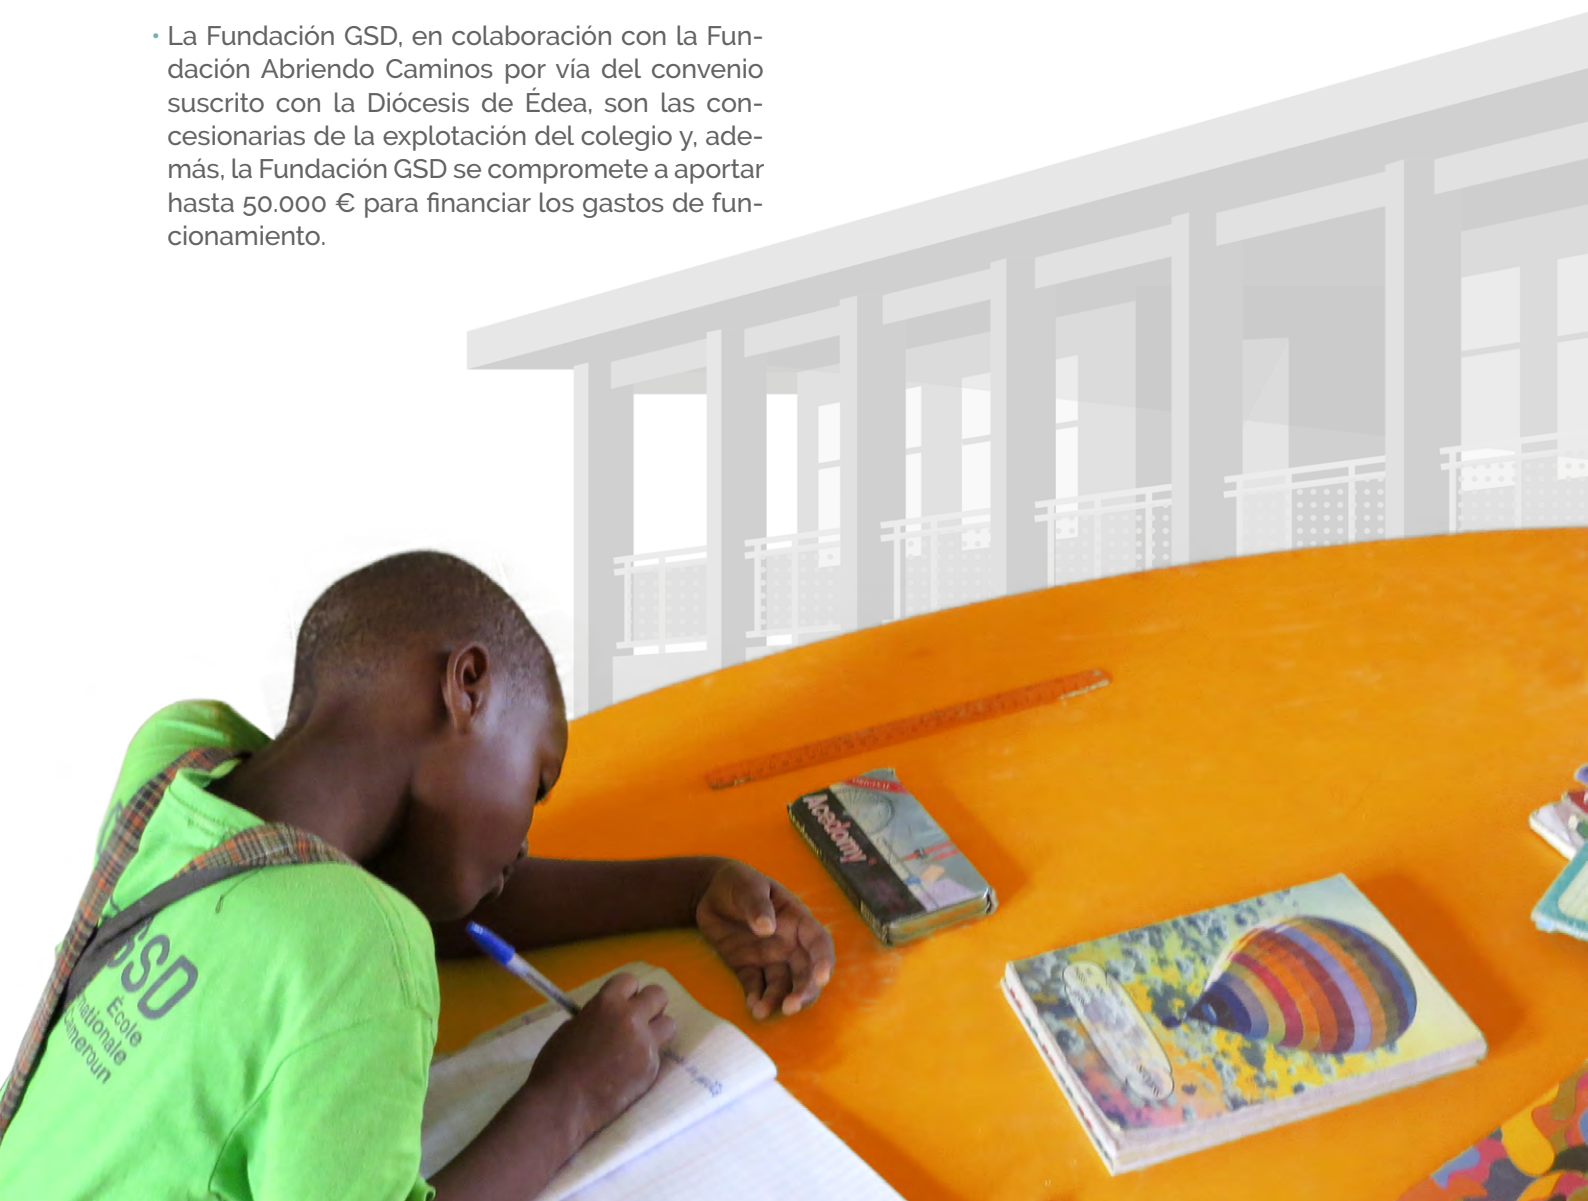 • La Fundación GSD, en colaboración con la Fun-
dación Abriendo Caminos por vía del convenio
suscrito con la Diócesis de Édea, son las con-
cesionarias de la explotación del colegio y, ade-
más, la Fundación GSD se compromete a aportar
hasta 50.000 € para financiar los gastos de fun-
cionamiento.
Acedomy
GSD
École
Cameroun